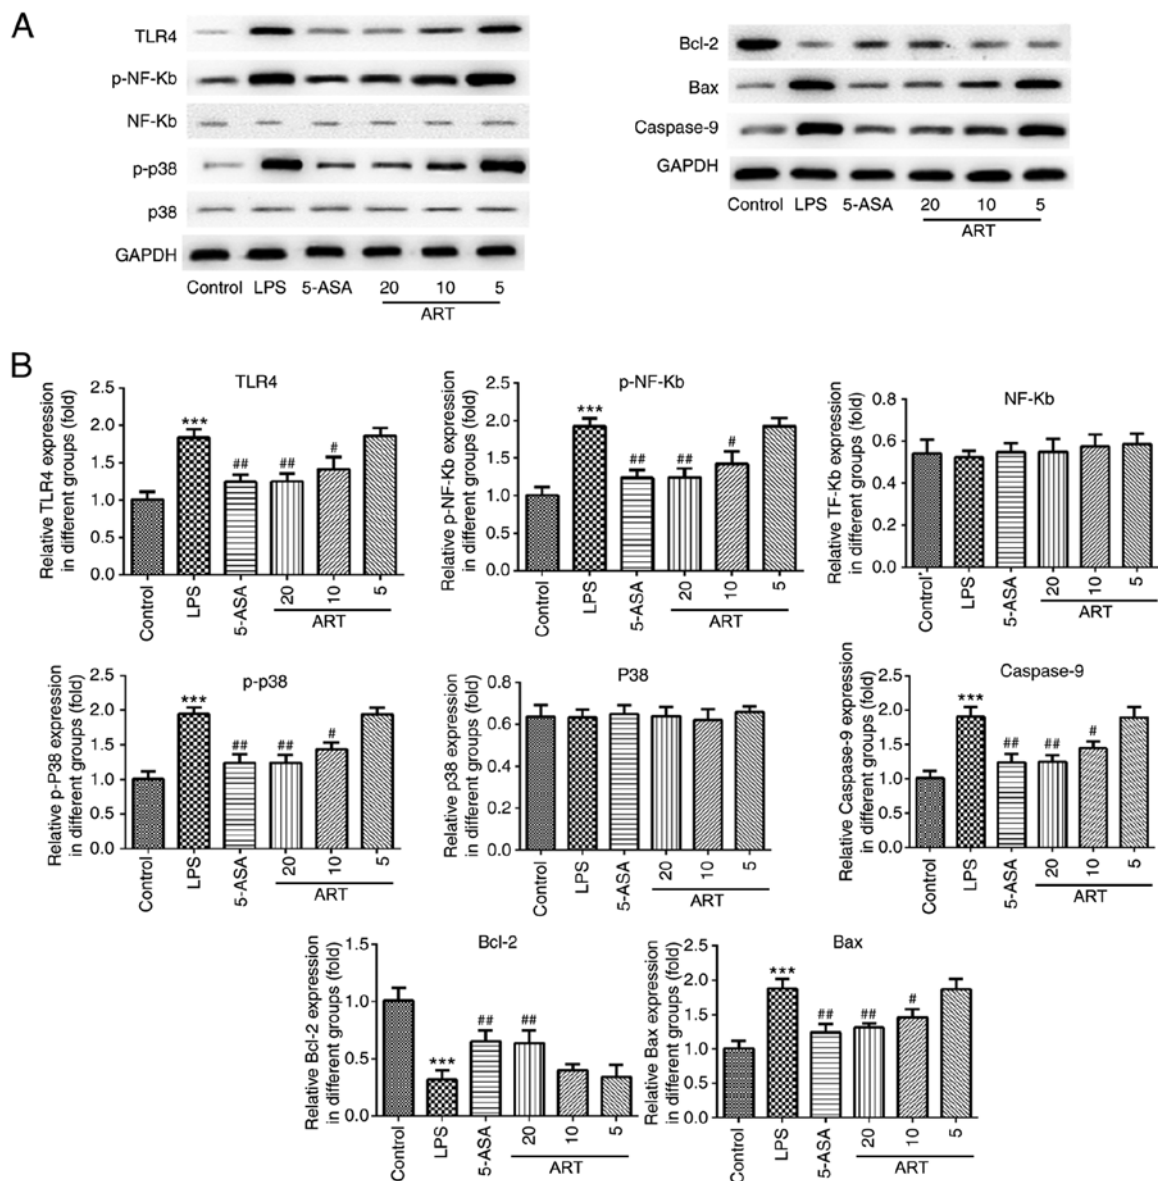 A
TLR4
p-NF-Kb
NF-Kb
p-p38
p38
GAPDH
Control LPS 5-ASA 20 10 5
ART
Bcl-2
Bax
Caspase-9
GAPDH
Control LPS 5-ASA 20 10 5
ART
B
TLR4
Relative TLR4 expression
in different groups (fold)
2.5
2.0
1.5
1.0
0.5
0.0
***
##
##
#
Control
LPS
5-ASA
20
10
5
ART
p-NF-Kb
Relative p-NF-Kb expression
in different groups (fold)
2.5
2.0
1.5
1.0
0.5
0.0
***
##
##
#
Control
LPS
5-ASA
20
10
5
ART
NF-Kb
Relative TF-Kb expression
in different groups (fold)
0.8
0.6
0.4
0.2
0.0
Control
LPS
5-ASA
20
10
5
ART
p-p38
Relative p-P38 expression
in different groups (fold)
2.5
2.0
1.5
1.0
0.5
0.0
***
##
##
#
Control
LPS
5-ASA
20
10
5
ART
P38
Relative p38 expression
in different groups (fold)
0.8
0.6
0.4
0.2
0.0
Control
LPS
5-ASA
20
10
5
ART
Caspase-9
Relative Caspase-9 expression
in different groups (fold)
2.5
2.0
1.5
1.0
0.5
0.0
***
##
##
#
Control
LPS
5-ASA
20
10
5
ART
Bcl-2
Relative Bcl-2 expression
in different groups (fold)
1.5
1.0
0.5
0.0
***
##
##
Control
LPS
5-ASA
20
10
5
ART
Bax
Relative Bax expression
in different groups (fold)
2.5
2.0
1.5
1.0
0.5
0.0
***
##
##
#
Control
LPS
5-ASA
20
10
5
ART